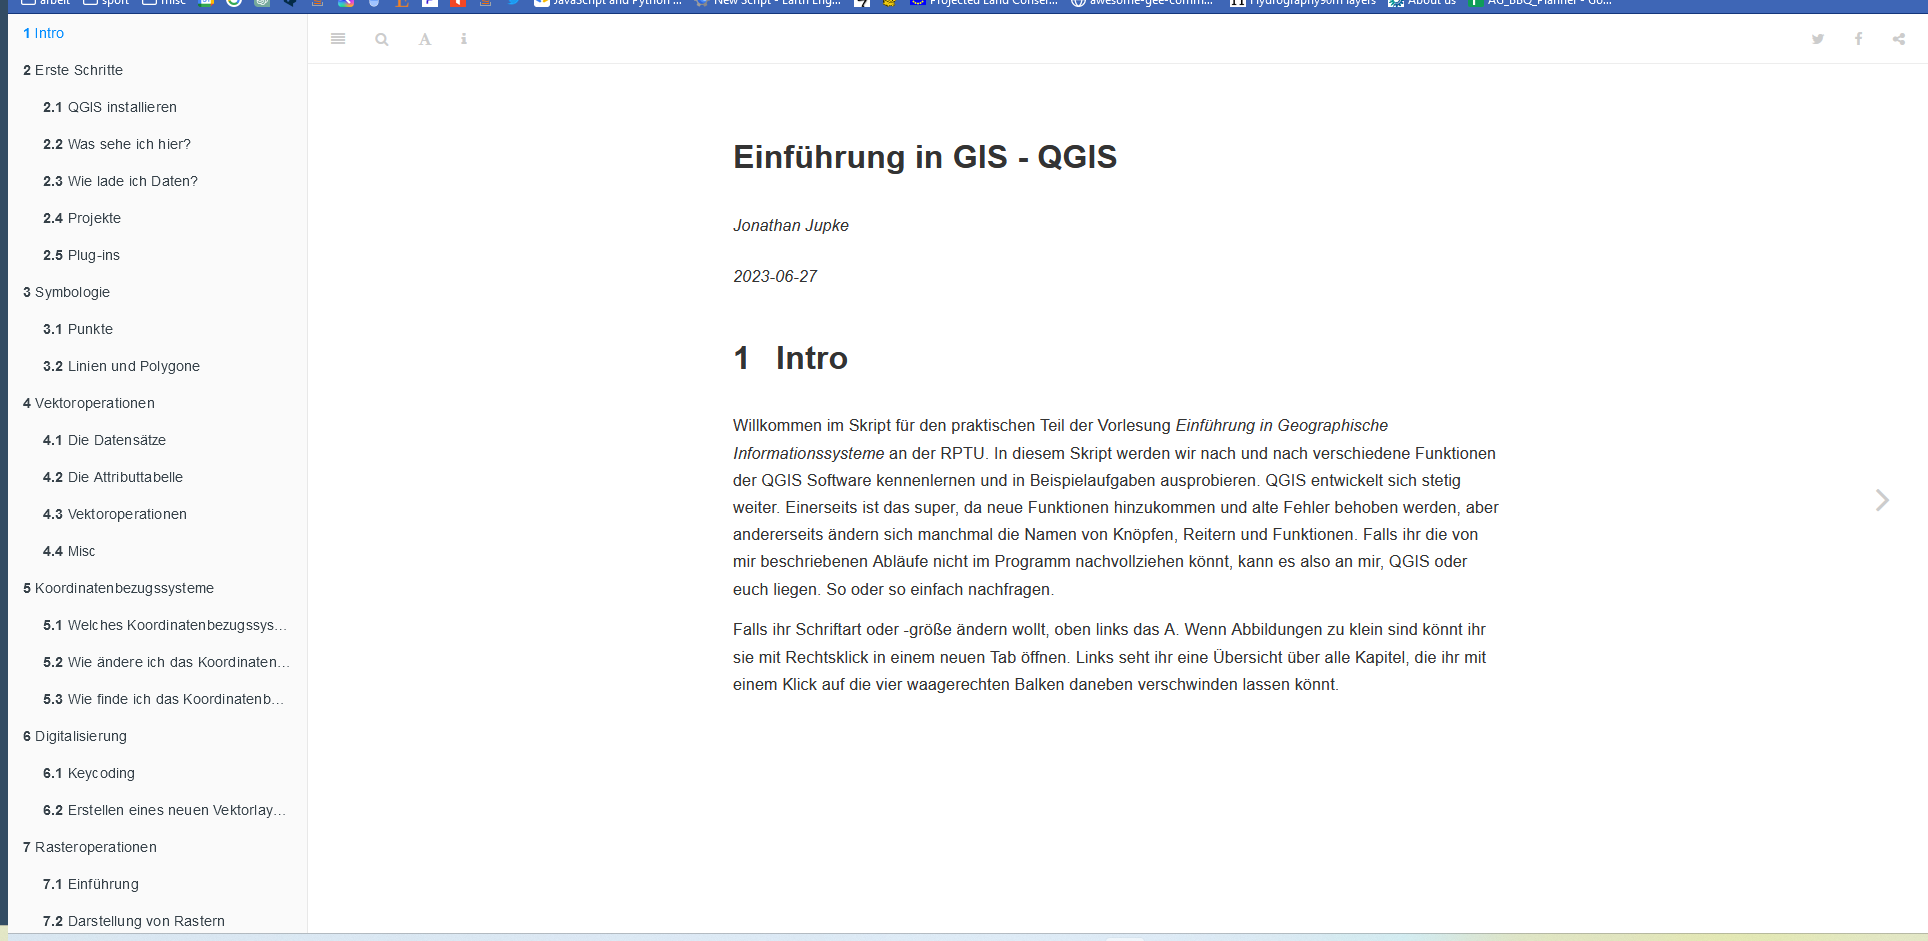 arbeit sport misc JavaScript and Python ... New Script - Earth Eng... Projected Land Conser... awesome-gee-comm... Hydrography90m layers About us AG_BBQ_Planner - Go...
1 Intro
2 Erste Schritte
2.1 QGIS installieren
2.2 Was sehe ich hier?
2.3 Wie lade ich Daten?
2.4 Projekte
2.5 Plug-ins
3 Symbologie
3.1 Punkte
3.2 Linien und Polygone
4 Vektoroperationen
4.1 Die Datensätze
4.2 Die Attributtabelle
4.3 Vektoroperationen
4.4 Misc
5 Koordinatenbezugssysteme
5.1 Welches Koordinatenbezugssys...
5.2 Wie ändere ich das Koordinaten...
5.3 Wie finde ich das Koordinatenb...
6 Digitalisierung
6.1 Keycoding
6.2 Erstellen eines neuen Vektorlay...
7 Rasteroperationen
7.1 Einführung
7.2 Darstellung von Rastern
A i
Einführung in GIS - QGIS
Jonathan Jupke
2023-06-27
1 Intro
Willkommen im Skript für den praktischen Teil der Vorlesung Einführung in Geographische
Informationssysteme an der RPTU. In diesem Skript werden wir nach und nach verschiedene Funktionen
der QGIS Software kennenlernen und in Beispielaufgaben ausprobieren. QGIS entwickelt sich stetig
weiter. Einerseits ist das super, da neue Funktionen hinzukommen und alte Fehler behoben werden, aber
andererseits ändern sich manchmal die Namen von Knöpfen, Reitern und Funktionen. Falls ihr die von
mir beschriebenen Abläufe nicht im Programm nachvollziehen könnt, kann es also an mir, QGIS oder
euch liegen. So oder so einfach nachfragen.
Falls ihr Schriftart oder -größe ändern wollt, oben links das A. Wenn Abbildungen zu klein sind könnt ihr
sie mit Rechtsklick in einem neuen Tab öffnen. Links seht ihr eine Übersicht über alle Kapitel, die ihr mit
einem Klick auf die vier waagerechten Balken daneben verschwinden lassen könnt.